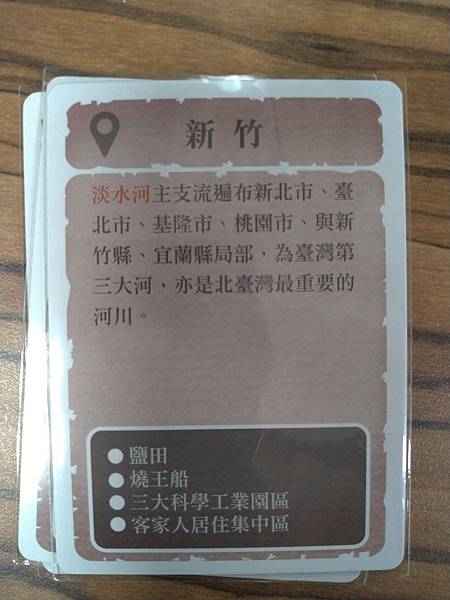 新竹
淡水河主支流遍布新北市、臺
北市、基隆市、桃園市、與新
竹縣、宜蘭縣局部，為臺灣第
三大河，亦是北臺灣最重要的
河川。
●鹽田
●燒王船
●三大科學工業園區
●客家人居住集中區